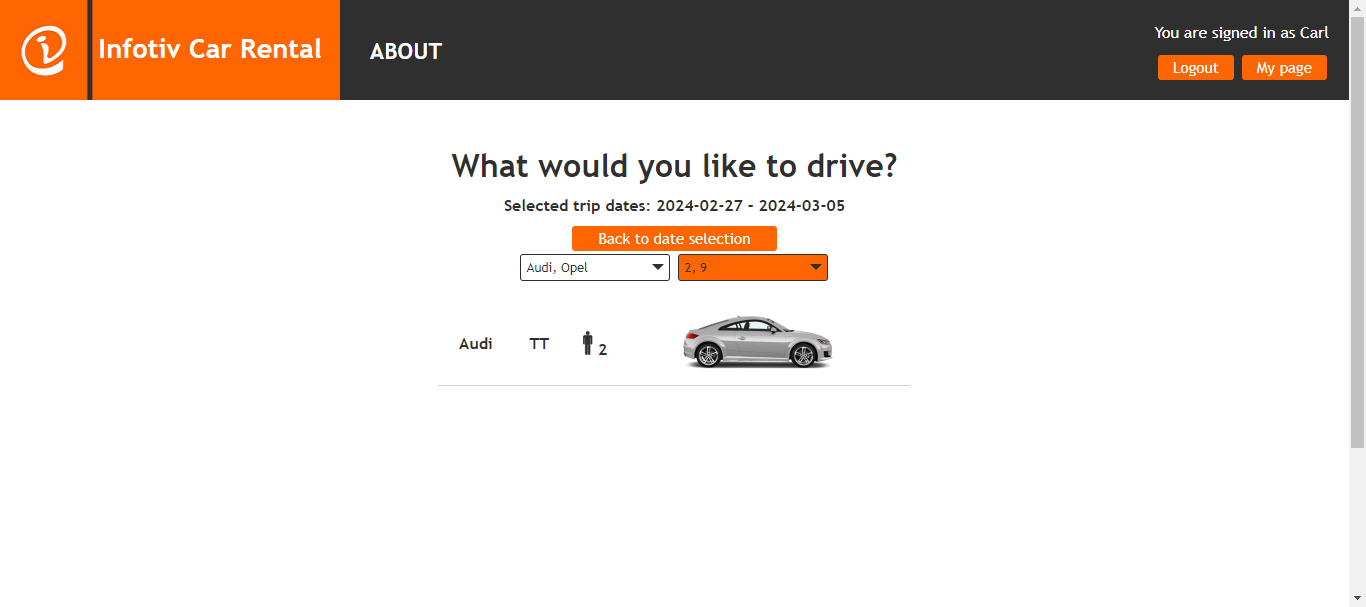 Infotiv Car Rental
ABOUT
You are signed in as Carl
Logout
My page
What would you like to drive?
Selected trip dates: 2024-02-27 - 2024-03-05
Back to date selection
Audi, Opel
2, 9
Audi
TT
2